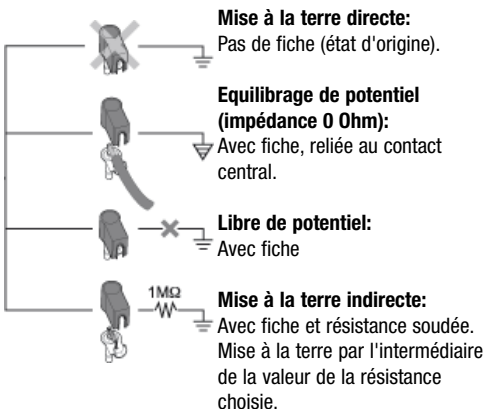 Mise à la terre directe:
Pas de fiche (état d'origine).
Equilibrage de potentiel
(impédance 0 Ohm):
Avec fiche, reliée au contact
central.
Libre de potentiel:
Avec fiche
1MΩ
Mise à la terre indirecte:
Avec fiche et résistance soudée.
Mise à la terre par l'intermédiaire
de la valeur de la résistance
choisie.